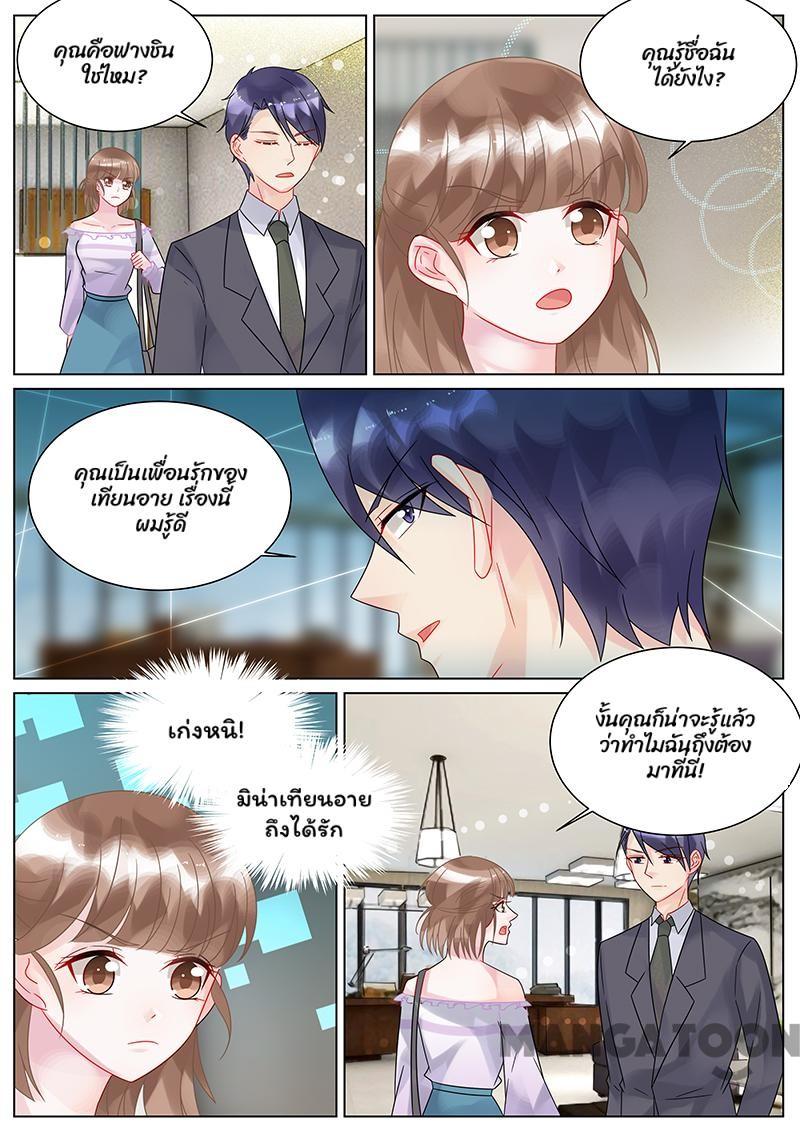 คุณคือฟางชิน
ใช่ไหม?
คุณรู้ชื่อฉัน
ได้ยังไง?
คุณเป็นเพื่อนรักของ
เทียนอาย เรื่องนี้
ผมรู้ดี
เก่งหนิ!
มิน่าเทียนอาย
ถึงได้รัก
งั้นคุณก็น่าจะรู้แล้ว
ว่าทำไมฉันถึงต้อง
มาที่นี่!
MANGATOON